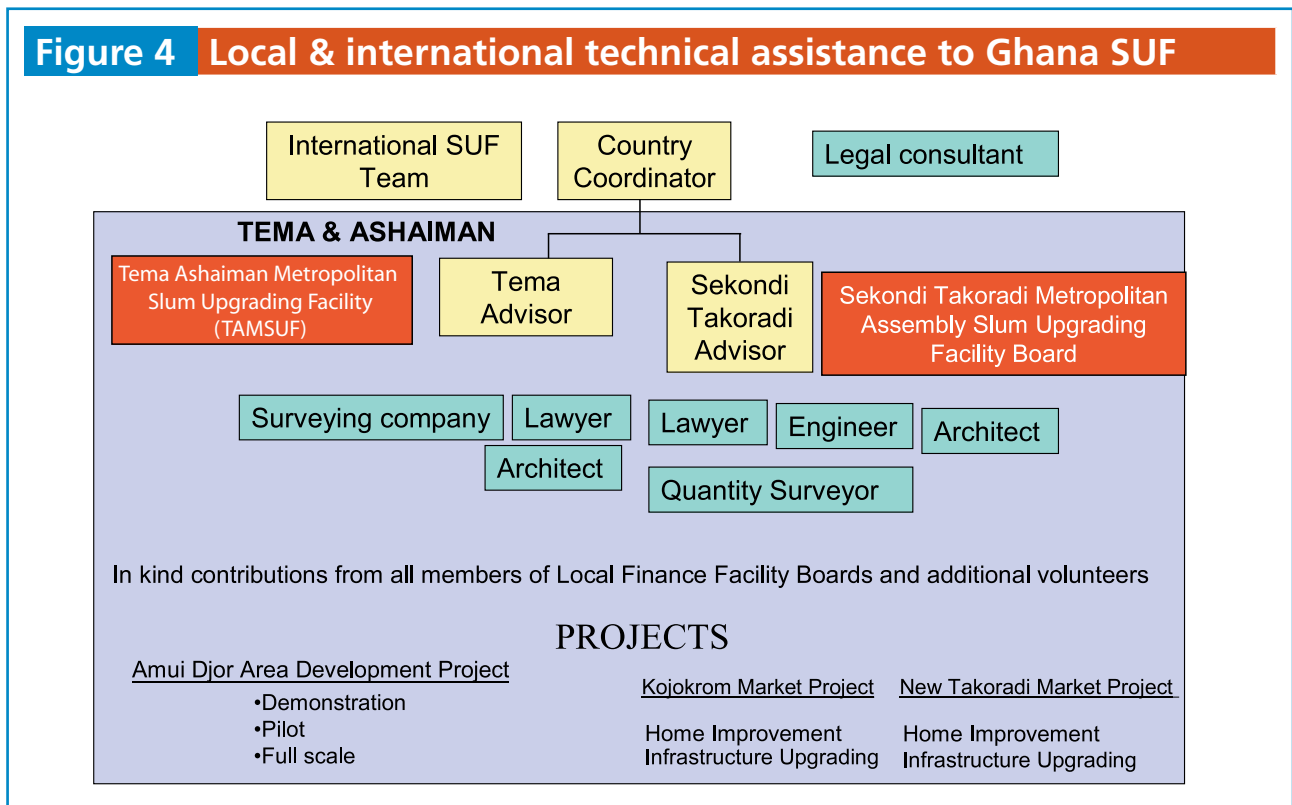 Figure 4 Local & international technical assistance to Ghana SUF
International SUF
Team
Country
Coordinator
Legal consultant
TEMA & ASHAIMAN
Tema Ashaiman Metropolitan
Slum Upgrading Facility
(TAMSUF)
Tema
Advisor
Sekondi
Takoradi
Advisor
Sekondi Takoradi Metropolitan
Assembly Slum Upgrading
Facility Board
Surveying company
Lawyer
Architect
Lawyer
Engineer
Architect
Quantity Surveyor
In kind contributions from all members of Local Finance Facility Boards and additional volunteers
PROJECTS
Amui Djor Area Development Project
•Demonstration
•Pilot
•Full scale
Kojokrom Market Project
Home Improvement
Infrastructure Upgrading
New Takoradi Market Project
Home Improvement
Infrastructure Upgrading